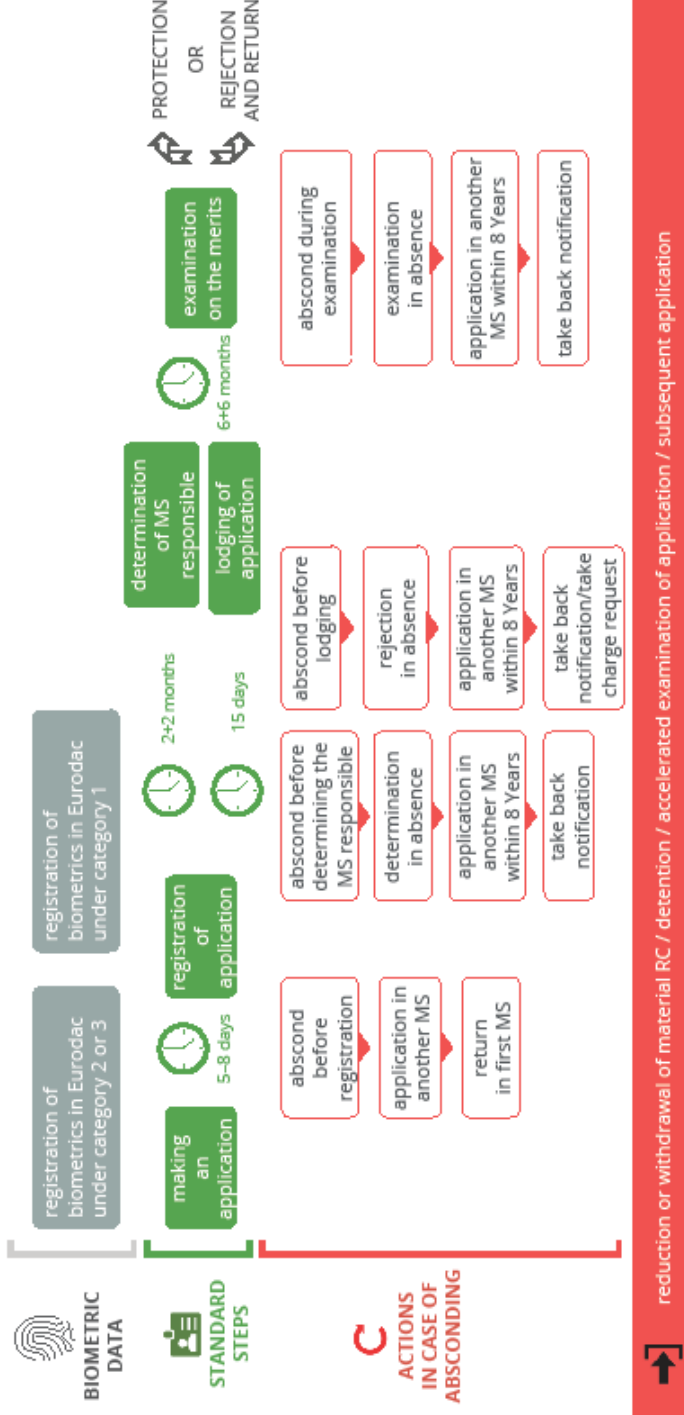 BIOMETRIC
DATA
registration of
biometrics in Eurodac
under category 2 or 3
registration of
biometrics in Eurodac
under category 1
STANDARD
STEPS
making
an
application
5–8 days
registration
of
application
2+2 months
15 days
determination
of MS
responsible
lodging of
application
6+6 months
examination
on the merits
PROTECTION
OR
REJECTION
AND RETURN
ACTIONS
IN CASE OF
ABSCONDING
abscond
before
registration
application in
another MS
return
in first MS
abscond before
determining the
MS responsible
determination
in absence
application in
another MS
within 8 Years
take back
notification
abscond before
lodging
rejection
in absence
application in
another MS
within 8 Years
take back
notification/take
charge request
abscond during
examination
examination
in absence
application in another
MS within 8 Years
take back notification
reduction or withdrawal of material RC / detention / accelerated examination of application / subsequent application